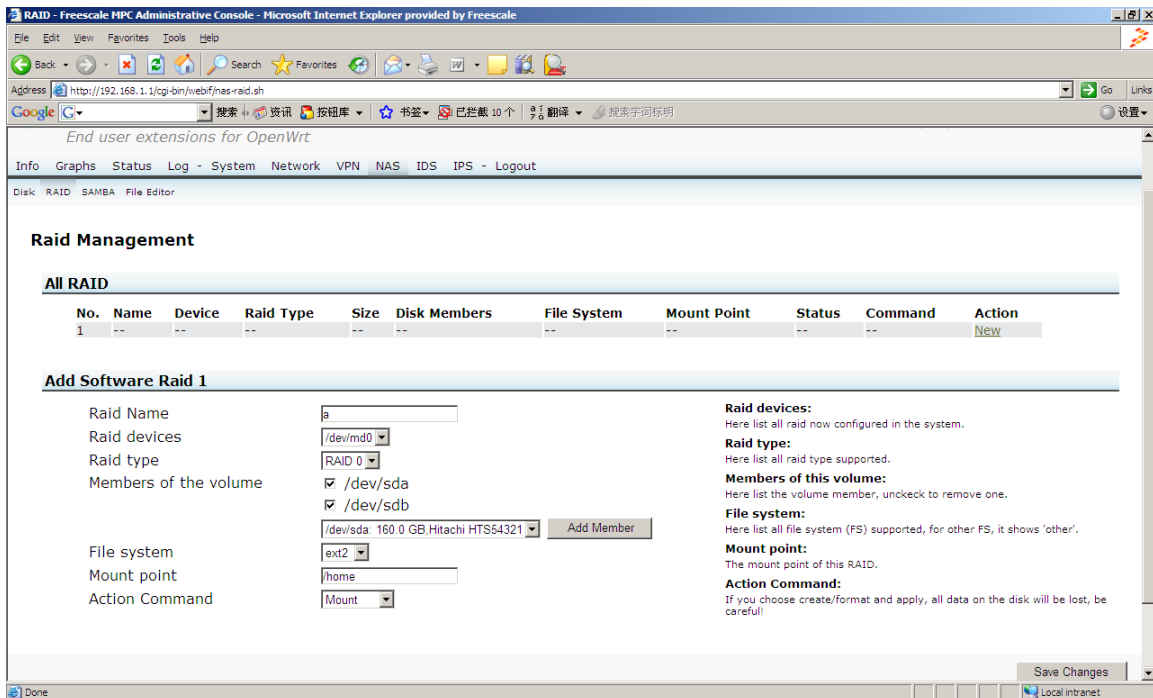 RAID - Freescale MPC Administrative Console - Microsoft Internet Explorer provided by Freescale
File Edit View Favorites Tools Help
Back Search Favorites
Address http://192.168.1.1/cgi-bin/webif/nas-raid.sh Go Links
Google 搜索 资讯 按钮库 书签 已拦截 10 个 翻译 搜索字词标明 设置
End user extensions for OpenWrt
Info Graphs Status Log - System Network VPN NAS IDS IPS - Logout
Disk RAID SAMBA File Editor
Raid Management
All RAID
No. Name Device Raid Type Size Disk Members File System Mount Point Status Command Action
1 -- -- -- -- -- -- -- -- -- New
Add Software Raid 1
Raid Name a
Raid devices /dev/md0
Raid type RAID 0
Members of the volume /dev/sda
/dev/sdb
/dev/sda: 160.0 GB,Hitachi HTS54321 Add Member
File system ext2
Mount point /home
Action Command Mount
Raid devices:
Here list all raid now configured in the system.
Raid type:
Here list all raid type supported.
Members of this volume:
Here list the volume member, unckeck to remove one.
File system:
Here list all file system (FS) supported, for other FS, it shows 'other'.
Mount point:
The mount point of this RAID.
Action Command:
If you choose create/format and apply, all data on the disk will be lost, be
careful!
Save Changes
Done Local intranet